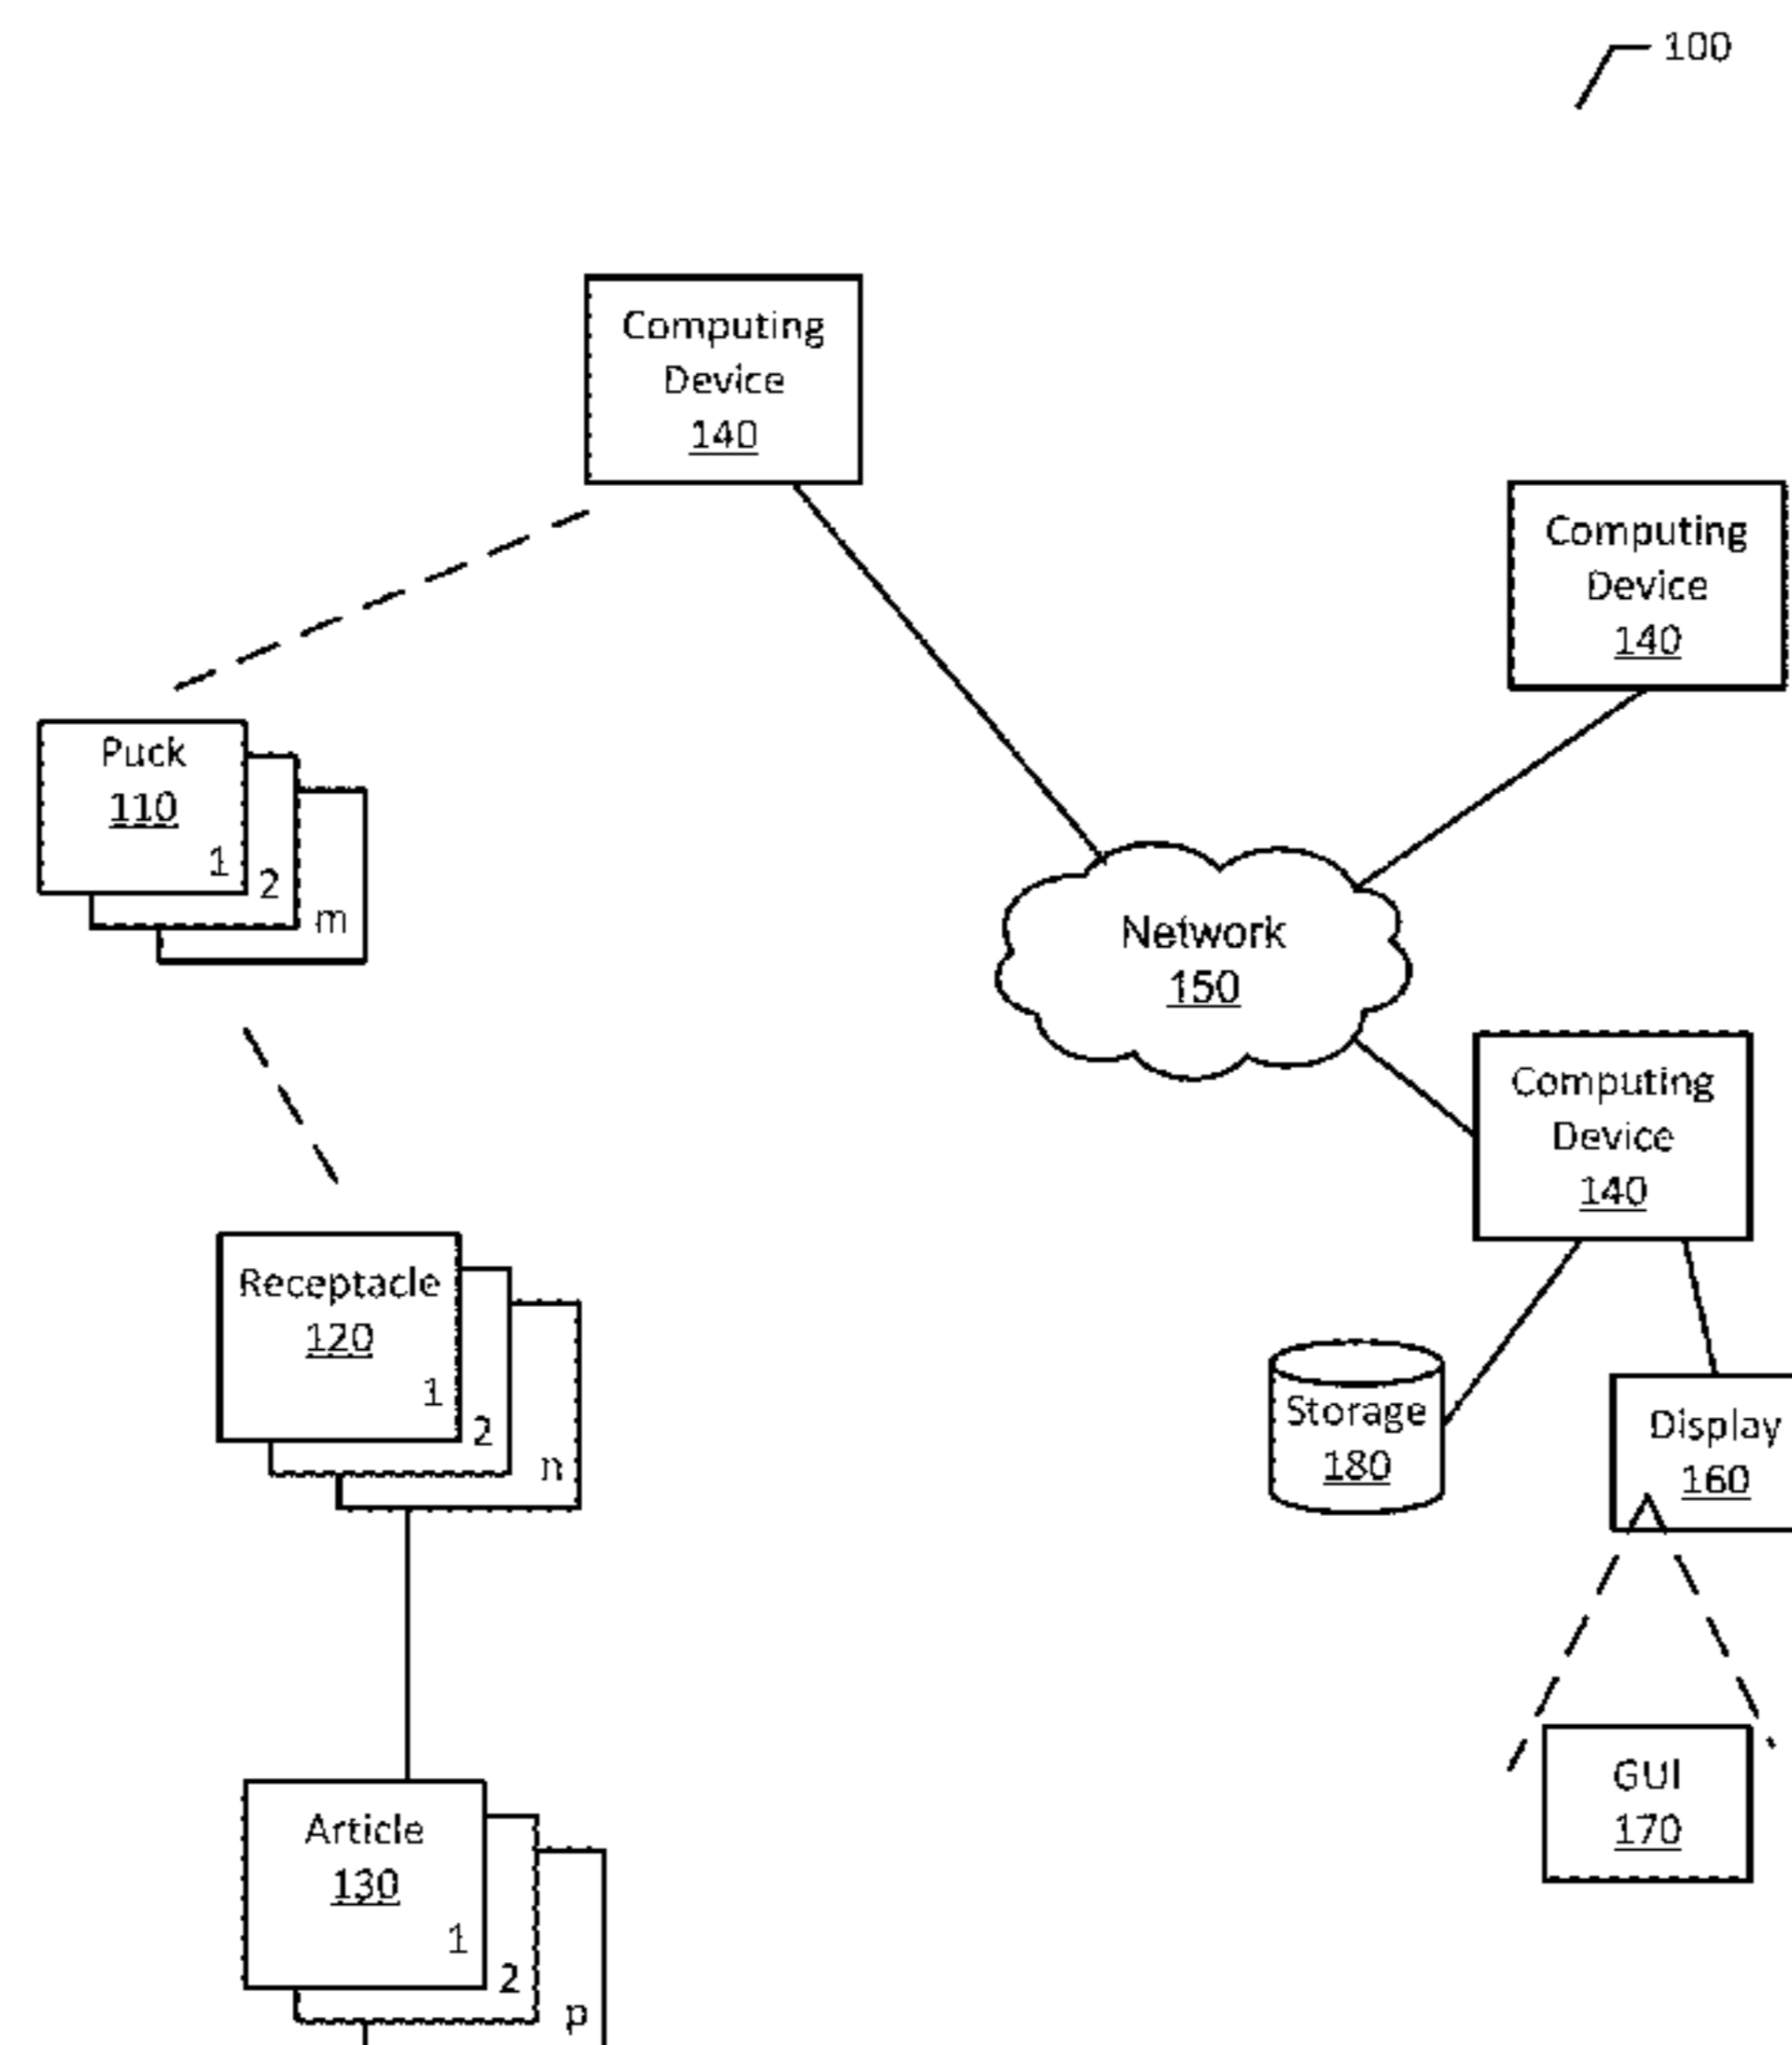 100
Computing
Device
140
Computing
Device
140
Puck
110
1
2
m
Network
150
Computing
Device
140
Receptacle
120
1
2
n
Storage
180
Display
160
GUI
170
Article
130
1
2
p